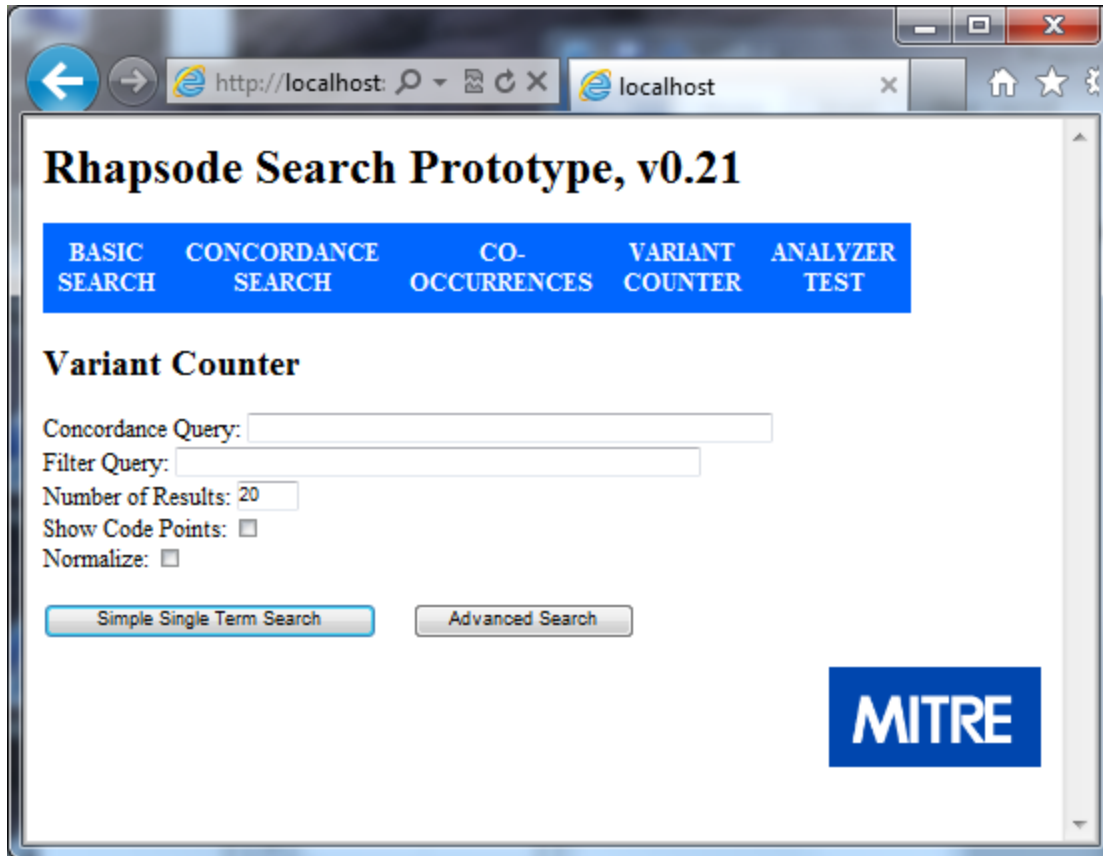 http://localhost:
localhost
Rhapsode Search Prototype, v0.21
BASIC SEARCH
CONCORDANCE SEARCH
CO-OCCURRENCES
VARIANT COUNTER
ANALYZER TEST
Variant Counter
Concordance Query:
Filter Query:
Number of Results: 20
Show Code Points:
Normalize:
Simple Single Term Search
Advanced Search
MITRE